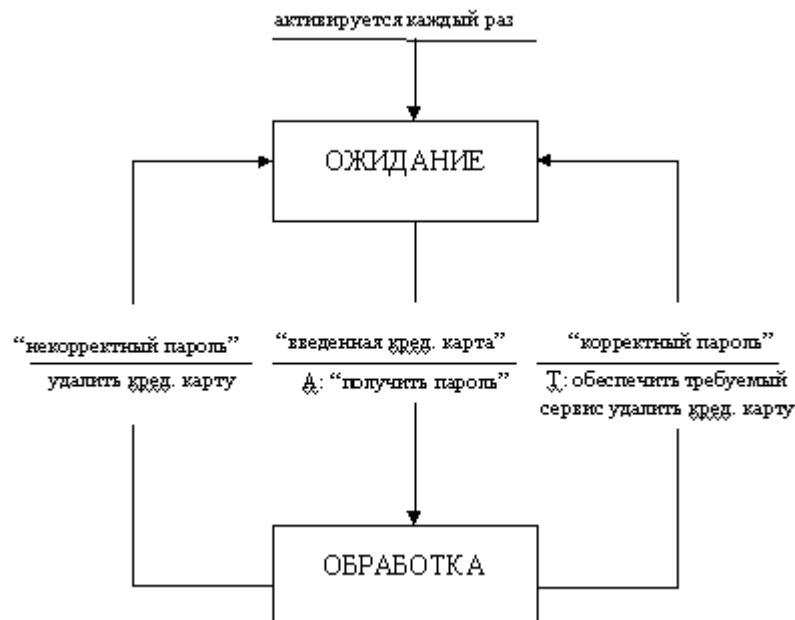 активируется каждый раз
ОЖИДАНИЕ
“некорректный пароль”
удалить кред. карту
“введенная кред. карта”
А: “получить пароль”
“корректный пароль”
Т: обеспечить требуемый
сервис удалить кред. карту
ОБРАБОТКА